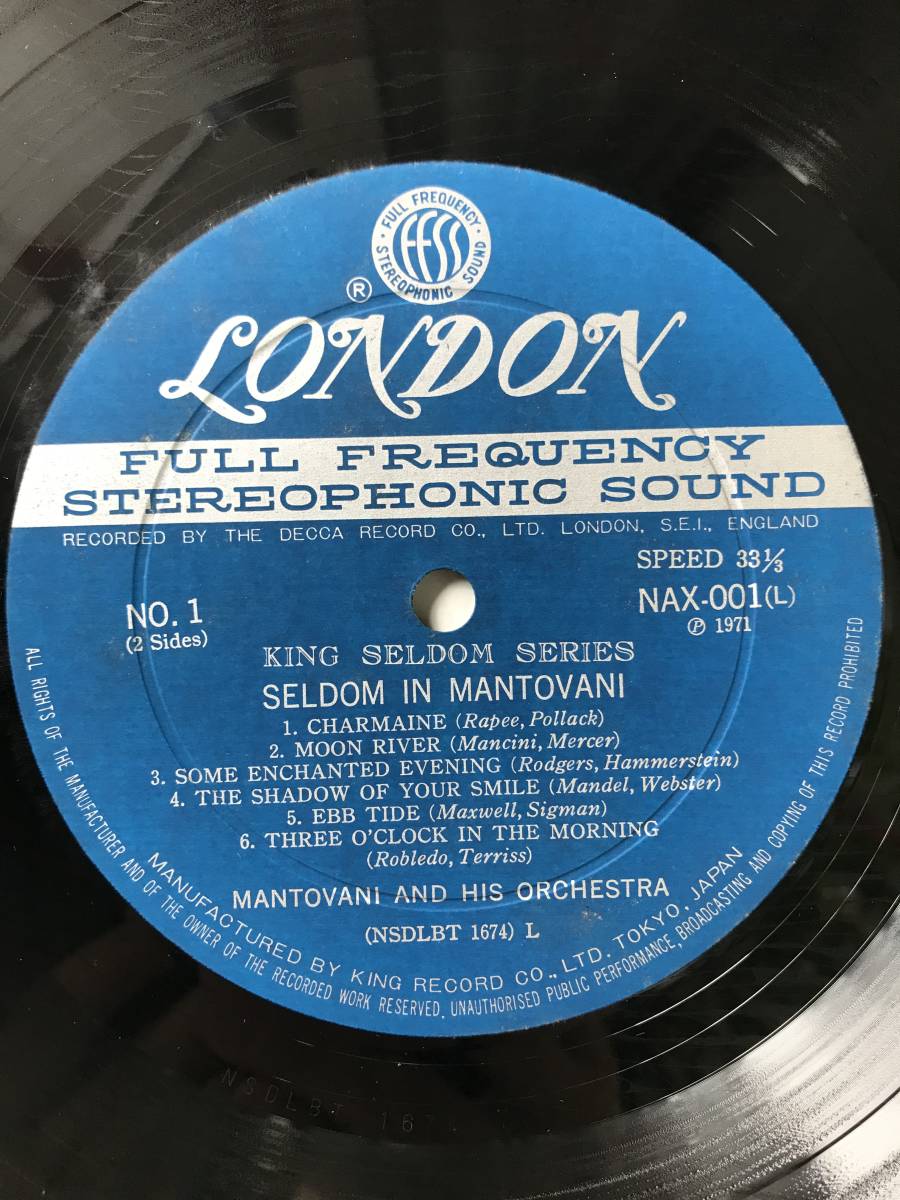 FULL FREQUENCY
FFSS
STEREOPHONIC SOUND
®
LONDON
FULL FREQUENCY
STEREOPHONIC SOUND
RECORDED BY THE DECCA RECORD CO., LTD. LONDON, S.E.I., ENGLAND
SPEED 33⅓
NO. 1
NAX-001(L)
(2 Sides)
Ⓟ 1971
KING SELDOM SERIES
SELDOM IN MANTOVANI
1. CHARMAINE (Rapee, Pollack)
2. MOON RIVER (Mancini, Mercer)
3. SOME ENCHANTED EVENING (Rodgers, Hammerstein)
4. THE SHADOW OF YOUR SMILE (Mandel, Webster)
5. EBB TIDE (Maxwell, Sigman)
6. THREE O'CLOCK IN THE MORNING
(Robledo, Terriss)
MANTOVANI AND HIS ORCHESTRA
(NSDLBT 1674) L
MANUFACTURED BY KING RECORD CO., LTD. TOKYO. JAPAN
ALL RIGHTS OF THE MANUFACTURER AND OF THE OWNER OF THE RECORDED WORK RESERVED. UNAUTHORISED PUBLIC PERFORMANCE, BROADCASTING AND COPYING OF THIS RECORD PROHIBITED
NSDLBT 167